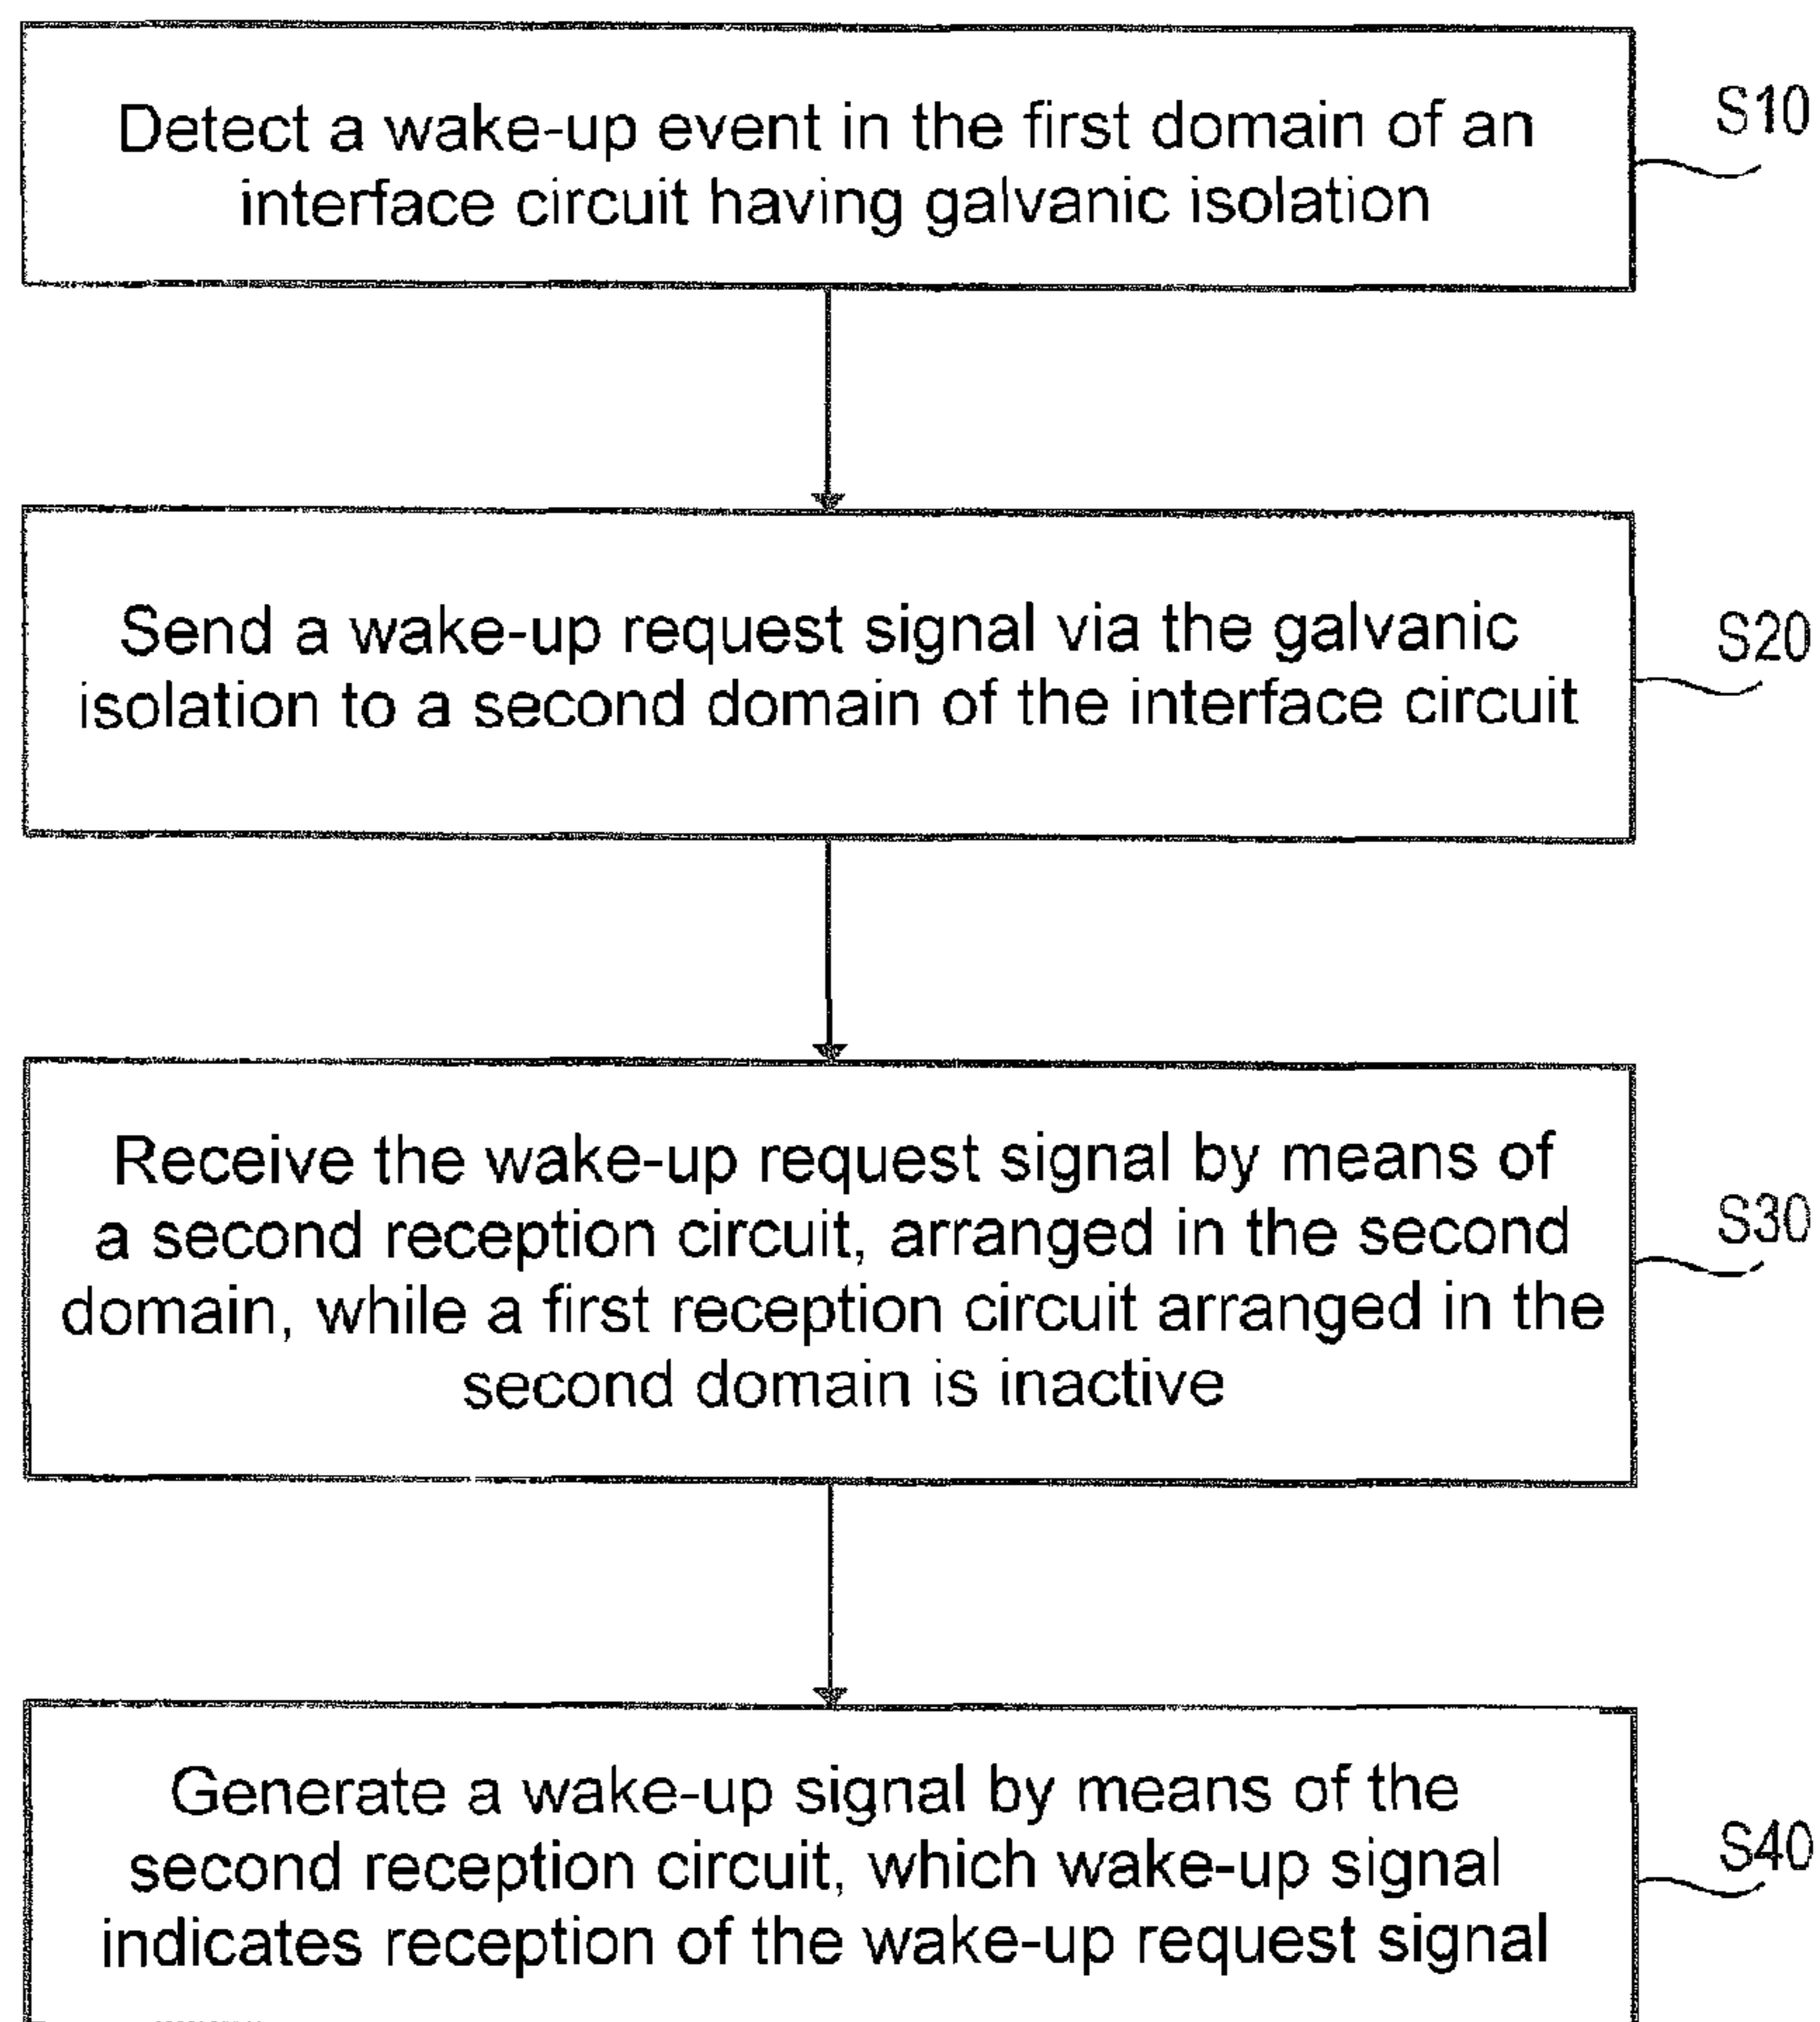 Detect a wake-up event in the first domain of an
interface circuit having galvanic isolation
S10
Send a wake-up request signal via the galvanic
isolation to a second domain of the interface circuit
S20
Receive the wake-up request signal by means of
a second reception circuit, arranged in the second
domain, while a first reception circuit arranged in the
second domain is inactive
S30
Generate a wake-up signal by means of the
second reception circuit, which wake-up signal
indicates reception of the wake-up request signal
S40